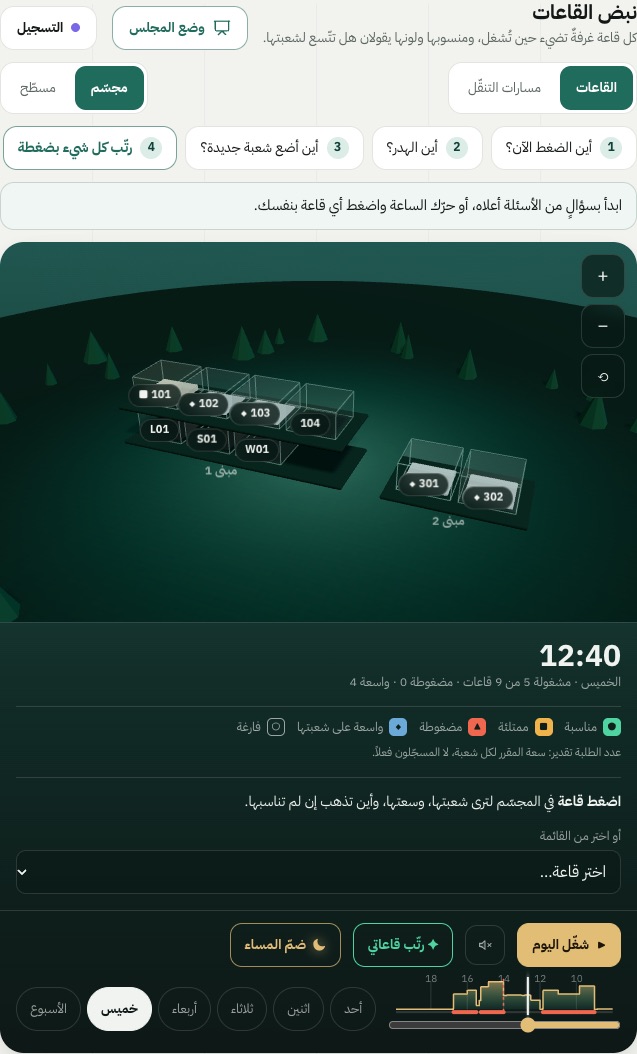 نبض القاعات
كل قاعة غرفةٌ تضيء حين تُشغل، ومنسوبها ولونها يقولان هل تتّسع لشعبتها.
وضع المجلس
التسجيل
القاعات
مسارات التنقّل
مجسّم
مسطّح
1 أين الضغط الآن؟
2 أين الهدر؟
3 أين أضع شعبة جديدة؟
4 رتّب كل شيء بضغطة
ابدأ بسؤالٍ من الأسئلة أعلاه، أو حرّك الساعة واضغط أي قاعة بنفسك.
+
−
101
102
103
104
L01
S01
W01
مبنى 1
301
302
مبنى 2
12:40
الخميس · مشغولة 5 من 9 قاعات · مضغوطة 0 · واسعة 4
مناسبة
ممتلئة
مضغوطة
واسعة على شعبتها
فارغة
عدد الطلبة تقدير: سعة المقرر لكل شعبة، لا المسجّلون فعلاً.
اضغط قاعة في المجسّم لترى شعبتها، وسعتها، وأين تذهب إن لم تناسبها.
أو اختر من القائمة
اختر قاعة...
شغّل اليوم
رتّب قاعاتي
ضمّ المساء
10
12
14
16
18
أحد
اثنين
ثلاثاء
أربعاء
خميس
الأسبوع